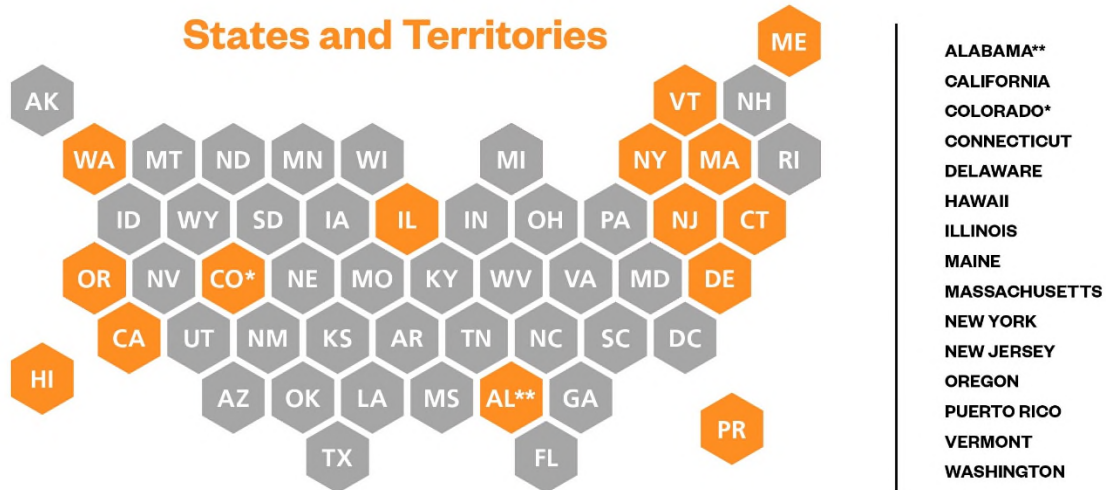 States and Territories
ME
AK
VT NH
WA MT ND MN WI MI NY MA RI
ID WY SD IA IL IN OH PA NJ CT
OR NV CO* NE MO KY WV VA MD DE
CA UT NM KS AR TN NC SC DC
HI
AZ OK LA MS AL** GA
PR
TX FL
ALABAMA**
CALIFORNIA
COLORADO*
CONNECTICUT
DELAWARE
HAWAII
ILLINOIS
MAINE
MASSACHUSETTS
NEW YORK
NEW JERSEY
OREGON
PUERTO RICO
VERMONT
WASHINGTON